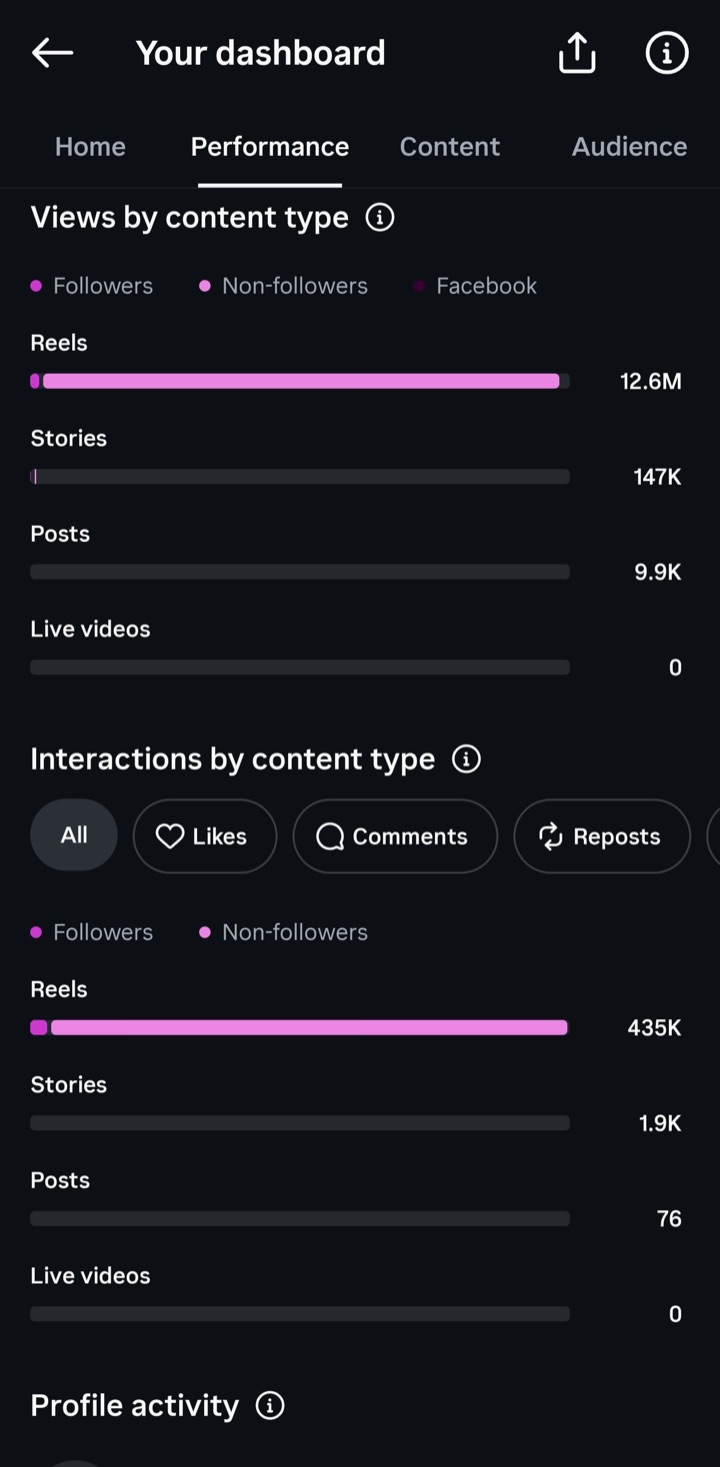 Your dashboard
Home Performance Content Audience
Views by content type
Followers Non-followers Facebook
Reels
12.6M
Stories
147K
Posts
9.9K
Live videos
0
Interactions by content type
All Likes Comments Reposts
Followers Non-followers
Reels
435K
Stories
1.9K
Posts
76
Live videos
0
Profile activity